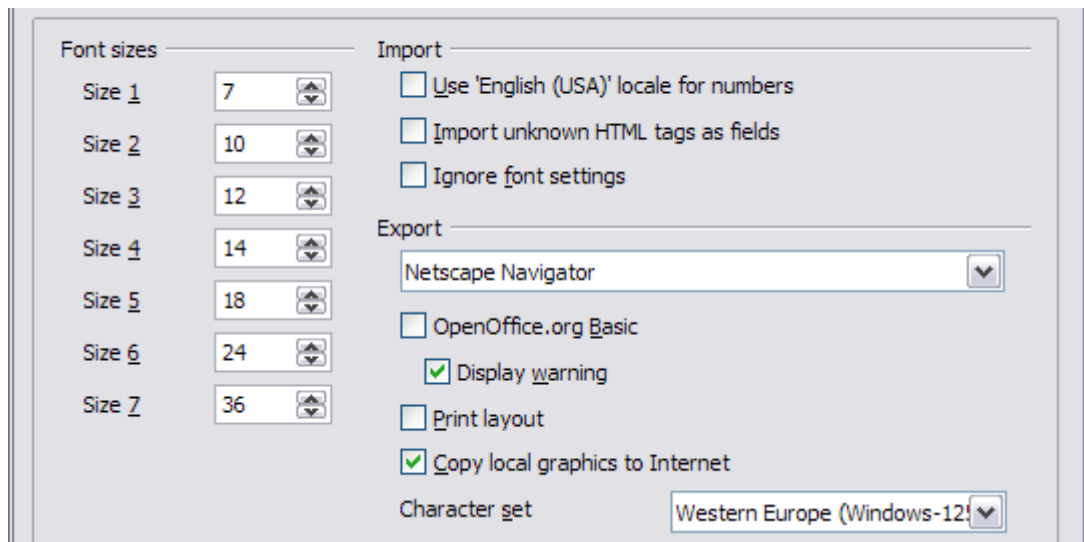 Font sizes
Size 1 7
Size 2 10
Size 3 12
Size 4 14
Size 5 18
Size 6 24
Size 7 36
Import
Use 'English (USA)' locale for numbers
Import unknown HTML tags as fields
Ignore font settings
Export
Netscape Navigator
OpenOffice.org Basic
Display warning
Print layout
Copy local graphics to Internet
Character set
Western Europe (Windows-125